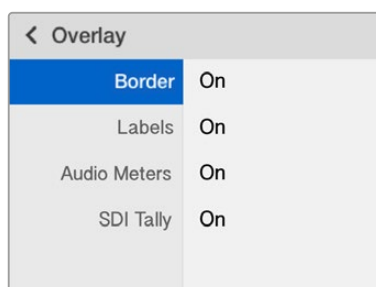 Overlay
Border On
Labels On
Audio Meters On
SDI Tally On